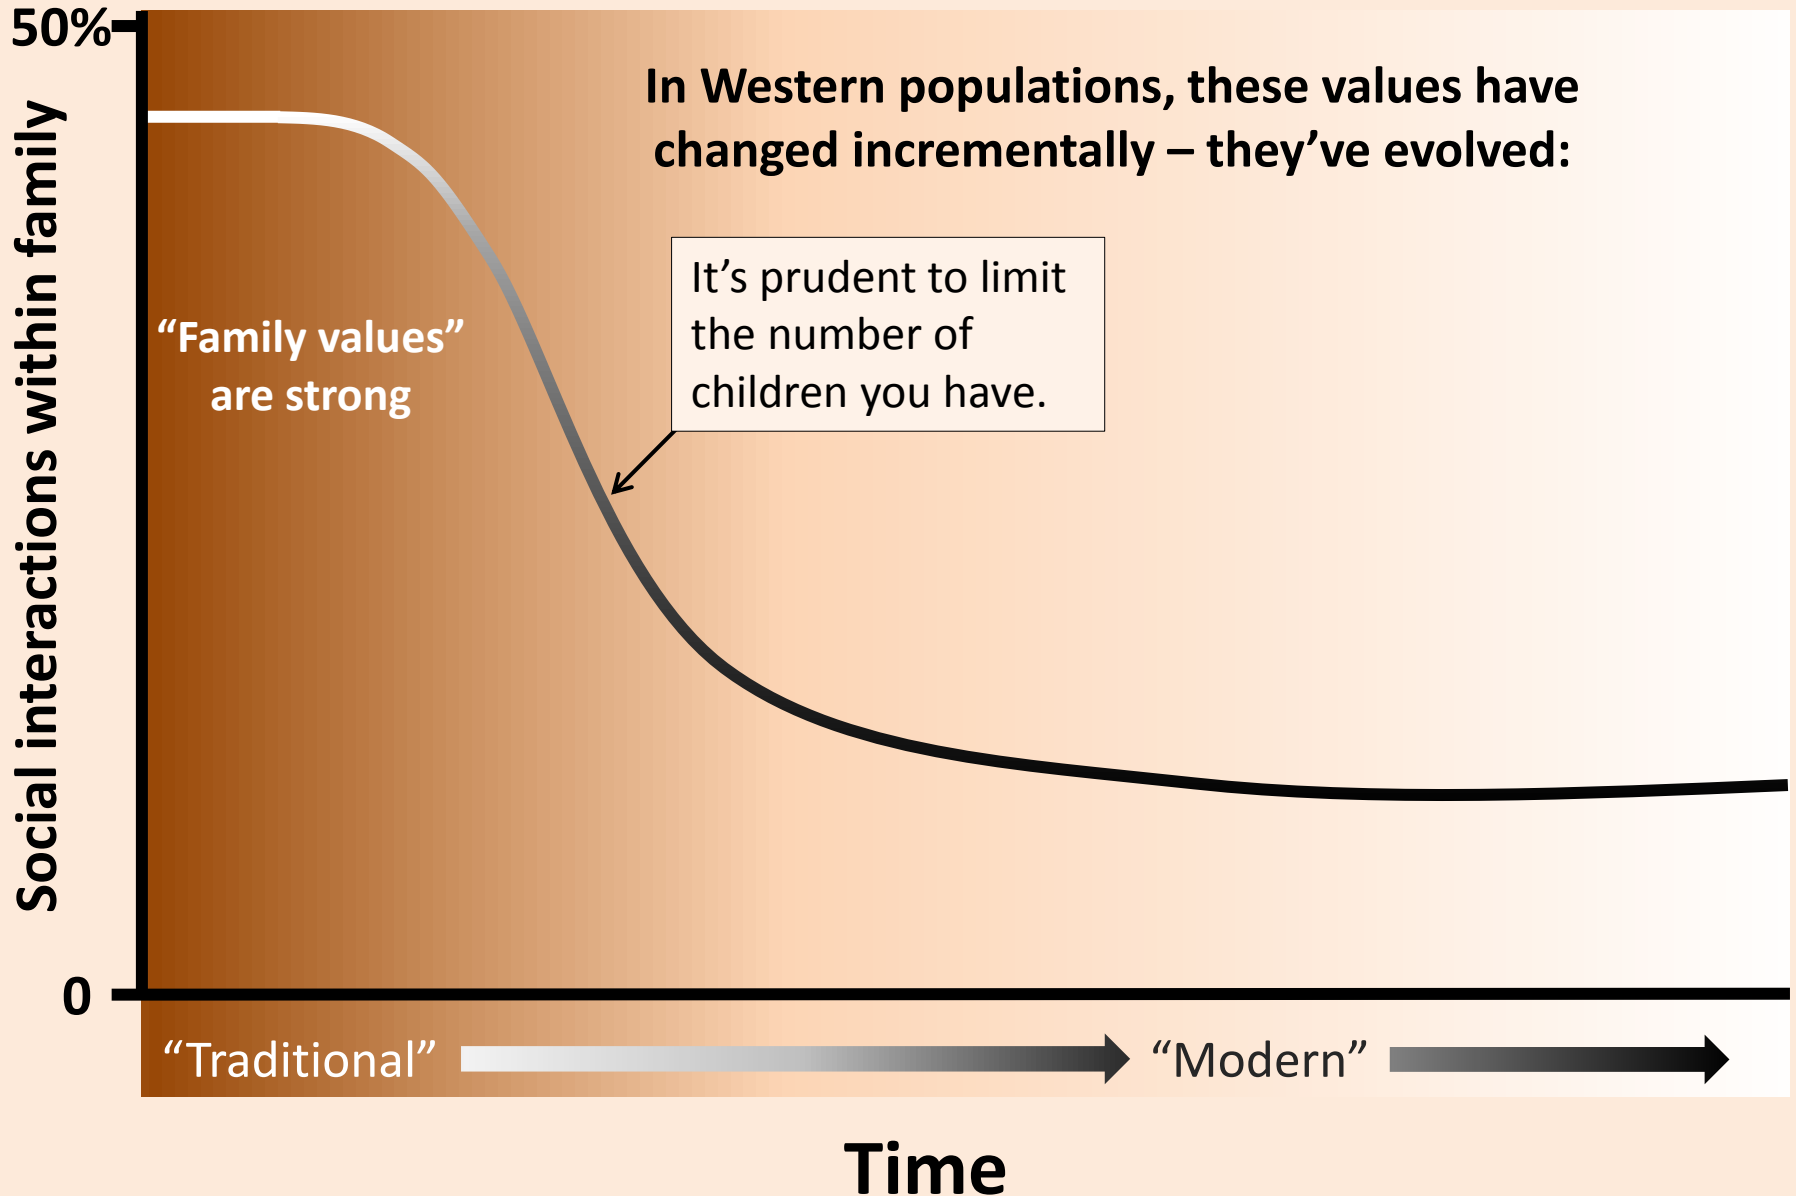 50%
Social interactions within family
In Western populations, these values have
changed incrementally – they’ve evolved:
It’s prudent to limit
the number of
children you have.
“Family values”
are strong
0
“Traditional”
“Modern”
Time